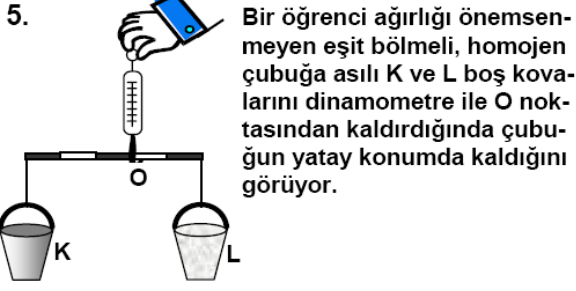 5.
Bir öğrenci ağırlığı önemsen-
meyen eşit bölmeli, homojen
çubuğa asılı K ve L boş kova-
larını dinamometre ile O nok-
tasından kaldırdığında çubu-
ğun yatay konumda kaldığını
görüyor.
O
K
L